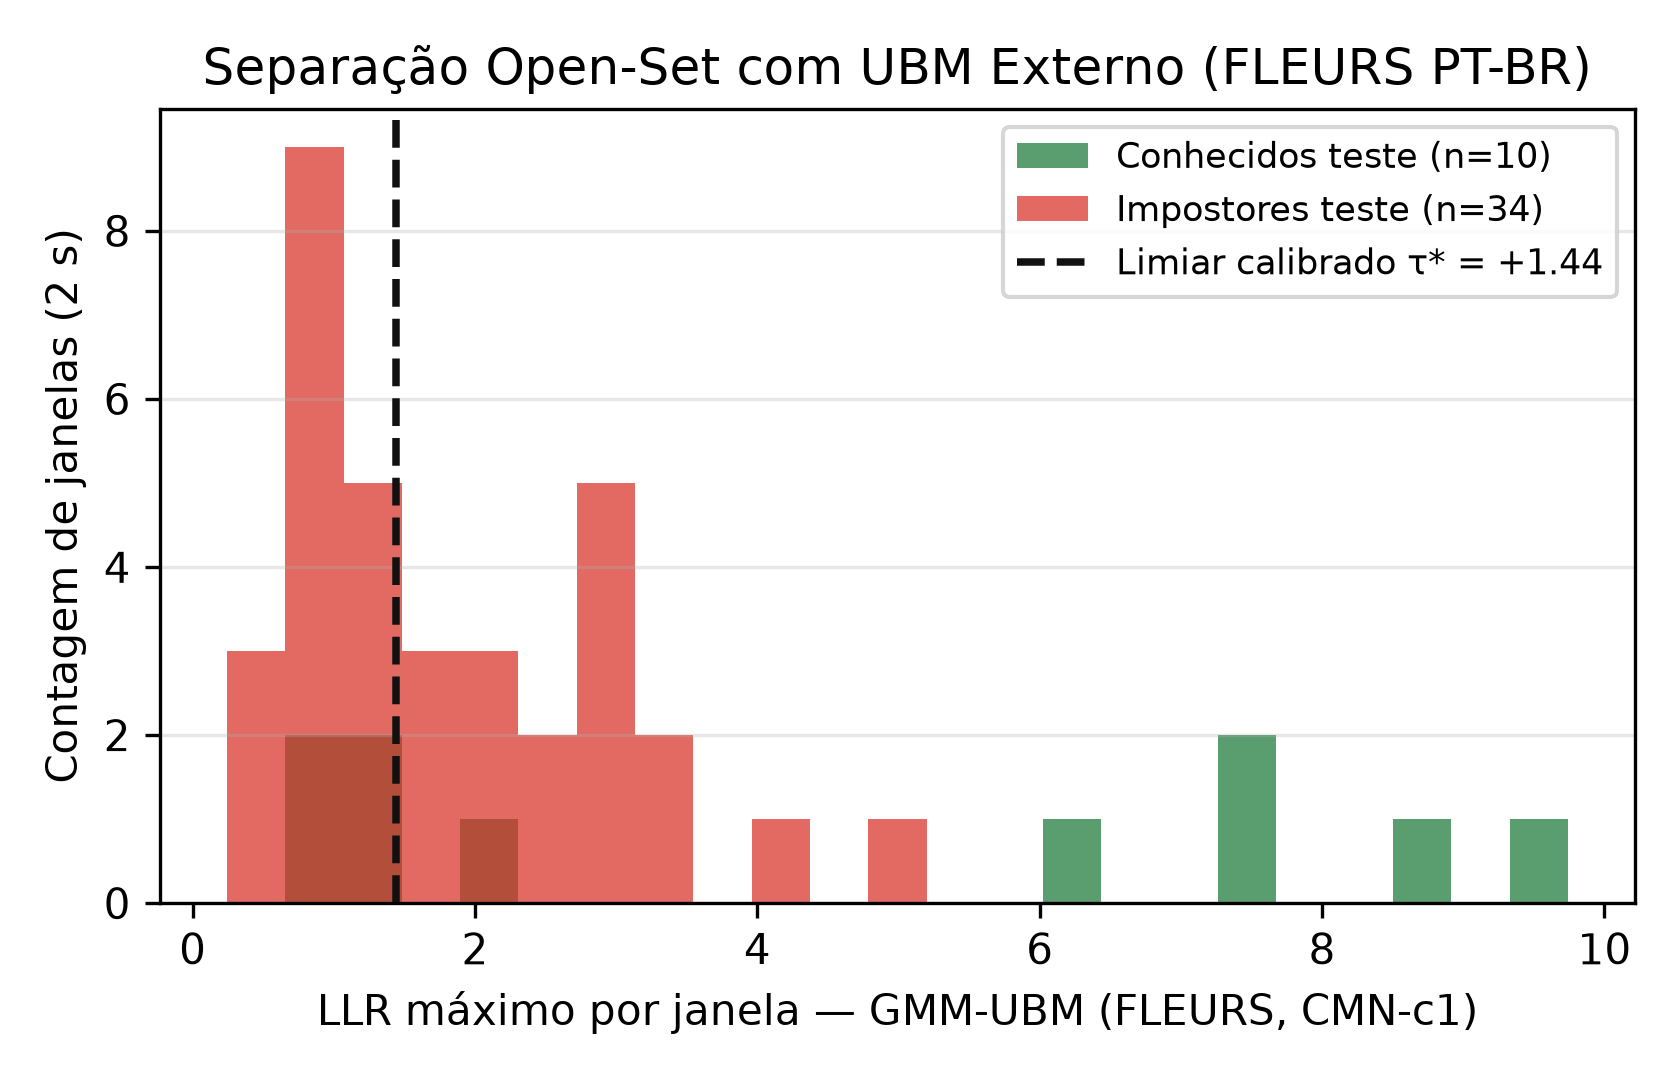 Separação Open-Set com UBM Externo (FLEURS PT-BR)
Conhecidos teste (n=10)
Impostores teste (n=34)
Limiar calibrado τ* = +1.44
Contagem de janelas (2 s)
8
6
4
2
0
0 2 4 6 8 10
LLR máximo por janela — GMM-UBM (FLEURS, CMN-c1)